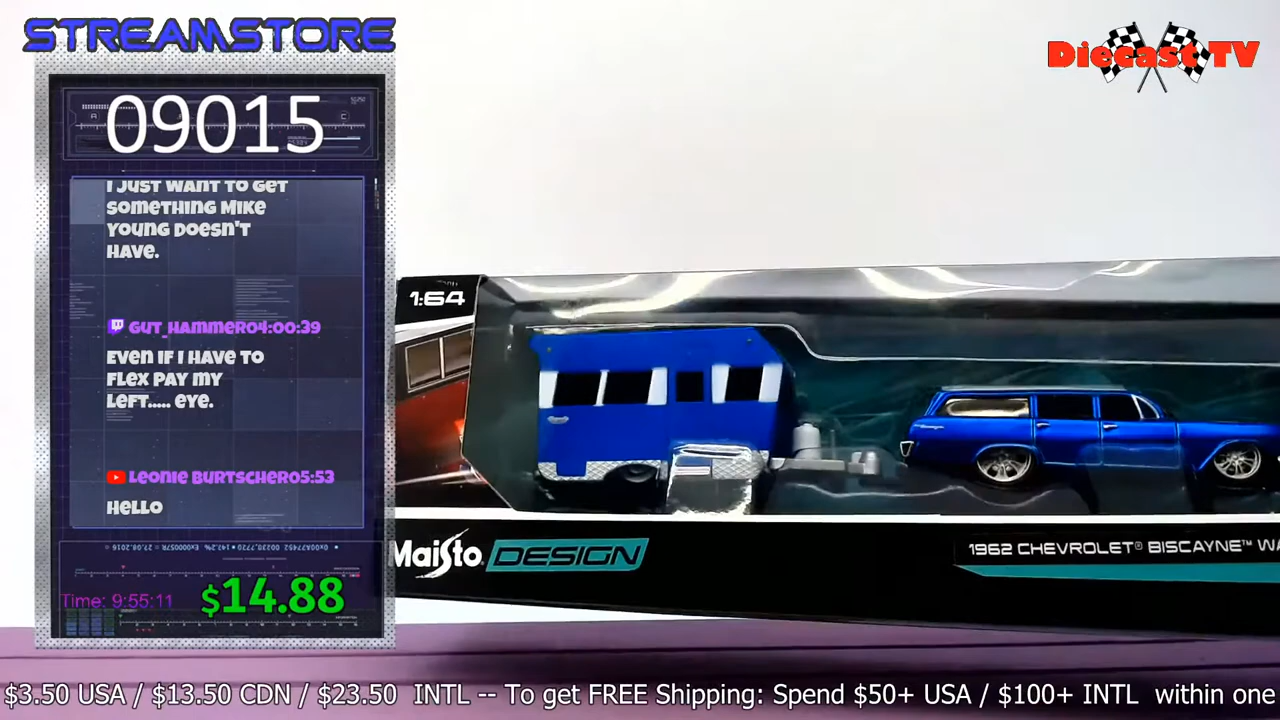 STREAMSTORE
Diecast TV
09015
I just want to get
something Mike
Young doesn't
have.
Gut_Hammer04:00:39
Even if I have to
flex pay my
left..... eye.
Leonie Burtscher05:53
Hello
Time: 9:55:11
$14.88
1:64
Maisto DESIGN
1962 CHEVROLET® BISCAYNE™ WA
$3.50 USA / $13.50 CDN / $23.50 INTL -- To get FREE Shipping: Spend $50+ USA / $100+ INTL within one